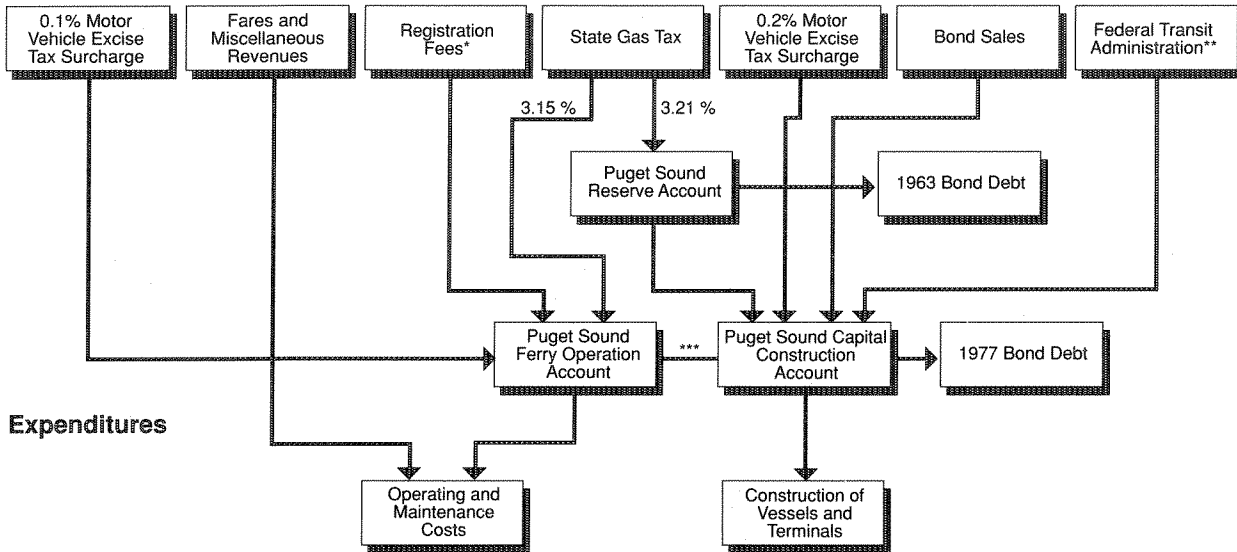 0.1% Motor
Vehicle Excise
Tax Surcharge
Fares and
Miscellaneous
Revenues
Registration
Fees*
State Gas Tax
0.2% Motor
Vehicle Excise
Tax Surcharge
Bond Sales
Federal Transit
Administration**
3.15 %
3.21 %
Puget Sound
Reserve Account
1963 Bond Debt
Puget Sound
Ferry Operation
Account
***
Puget Sound Capital
Construction
Account
1977 Bond Debt
Expenditures
Operating and
Maintenance
Costs
Construction of
Vessels and
Terminals